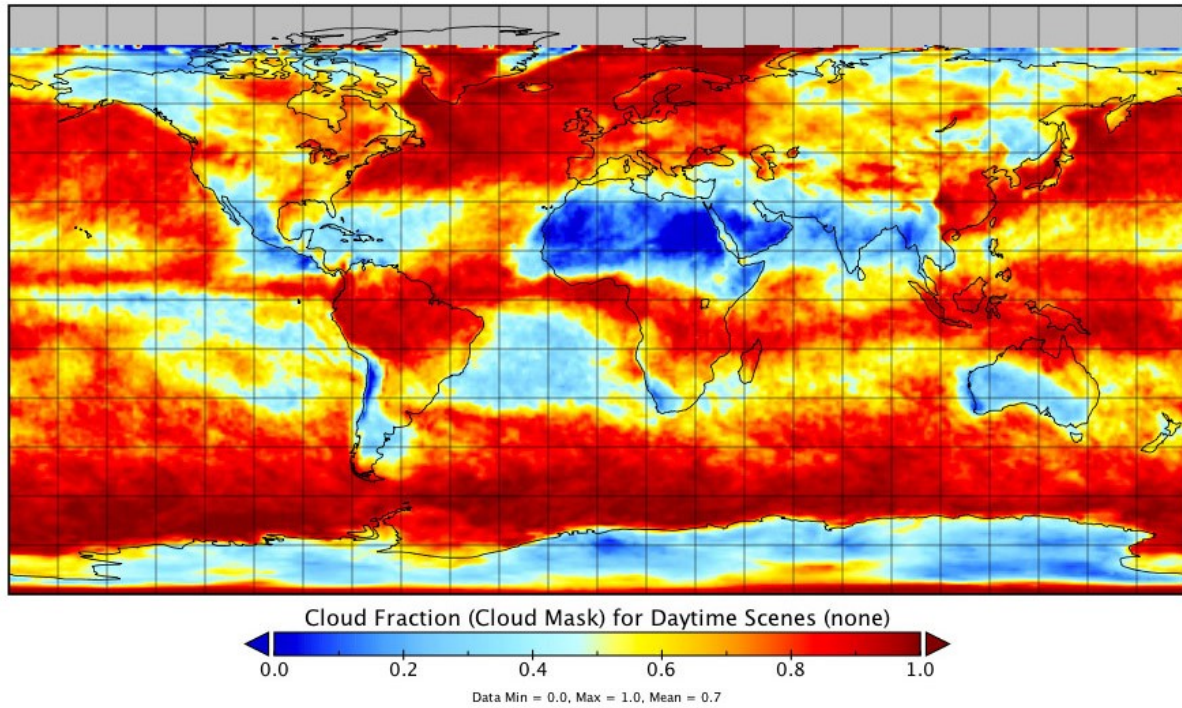 Cloud Fraction (Cloud Mask) for Daytime Scenes (none)
0.0 0.2 0.4 0.6 0.8 1.0
Data Min = 0.0, Max = 1.0, Mean = 0.7